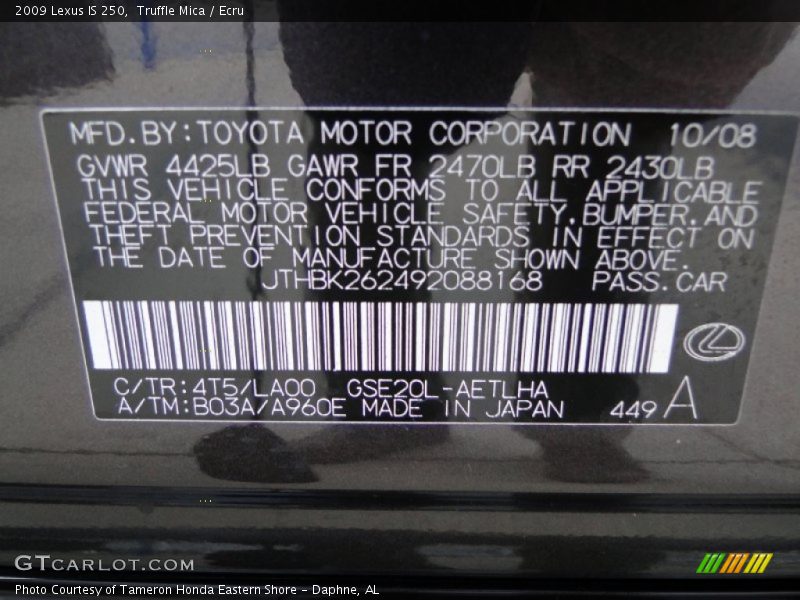 2009 Lexus IS 250,  Truffle Mica / Ecru
MFD.BY:TOYOTA MOTOR CORPORATION 10/08
GVWR 4425LB GAWR FR 2470LB RR 2430LB
THIS VEHICLE CONFORMS TO ALL APPLICABLE
FEDERAL MOTOR VEHICLE SAFETY,BUMPER,AND
THEFT PREVENTION STANDARDS IN EFFECT ON
THE DATE OF MANUFACTURE SHOWN ABOVE.
JTHBK262492088168 PASS.CAR
C/TR:4T5/LA00 GSE20L-AETLHA
A/TM:B03A/A960E MADE IN JAPAN 449 A
GTCARLOT.COM
Photo Courtesy of Tameron Honda Eastern Shore - Daphne, AL